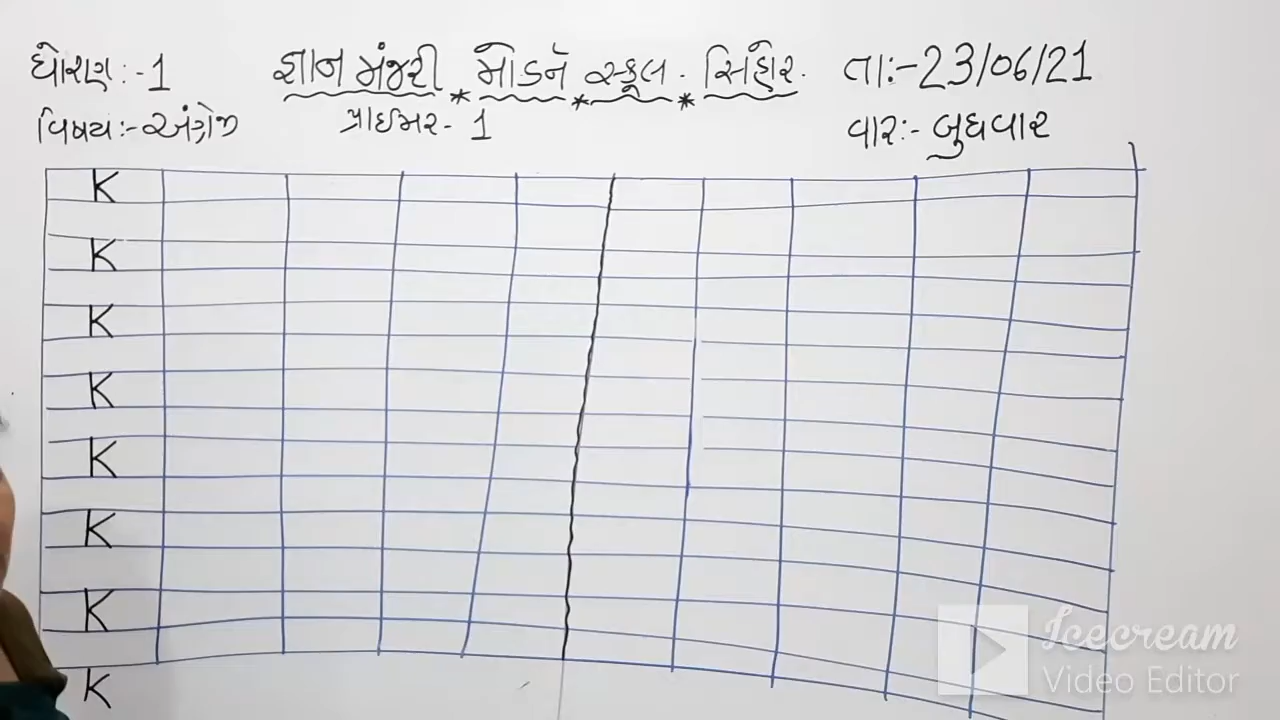 ધોરણ:-1 જ્ઞાન મંજરી * મોડર્ન * સ્કૂલ * સિહોર. તા:-23/06/21
વિષય:-અંગ્રેજી પ્રાઇમર-1 વાર:- બુધવાર
K
K
K
K
K
K
K
K
Icecream
Video Editor